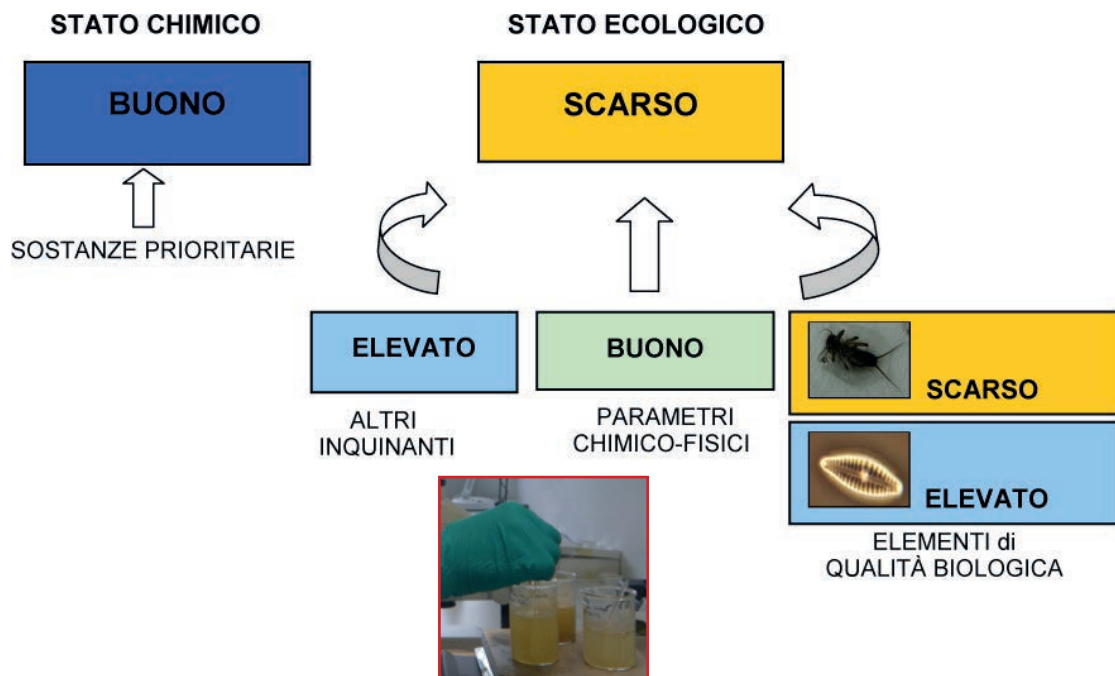 STATO CHIMICO
STATO ECOLOGICO
BUONO
SCARSO
SOSTANZE PRIORITARIE
ELEVATO
BUONO
SCARSO
ALTRI
INQUINANTI
PARAMETRI
CHIMICO-FISICI
ELEVATO
ELEMENTI di
QUALITÀ BIOLOGICA